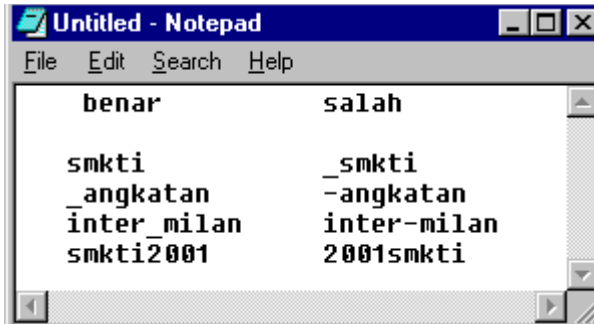 Untitled - Notepad
File Edit Search Help
benar salah
smkti _smkti
_angkatan -angkatan
inter_milan inter-milan
smkti2001 2001smkti